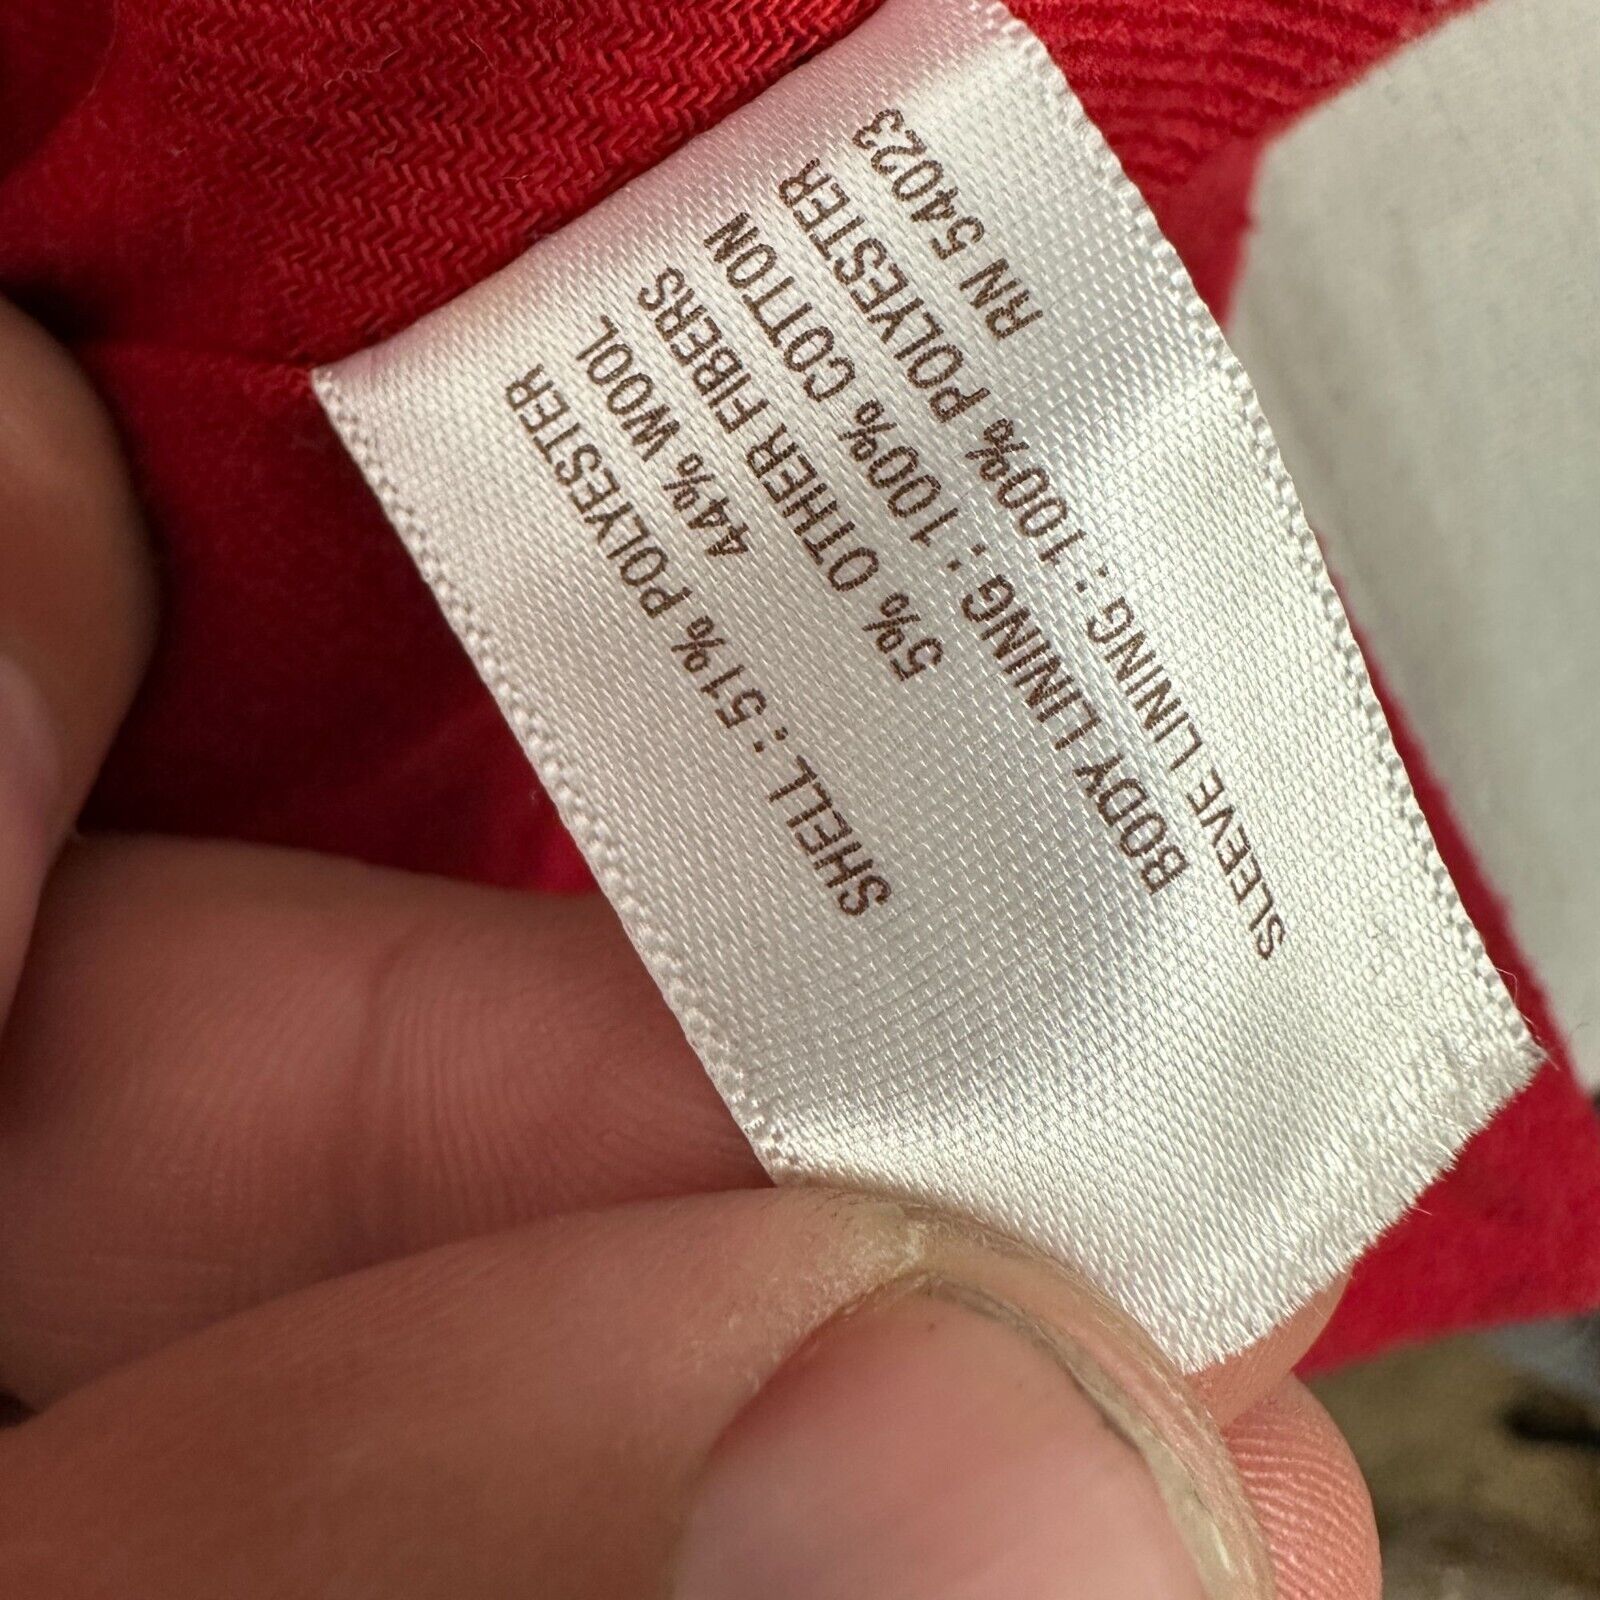 SHELL : 51% POLYESTER
44% WOOL
5% OTHER FIBERS
BODY LINING : 100% COTTON
SLEEVE LINING : 100% POLYESTER
RN 54023